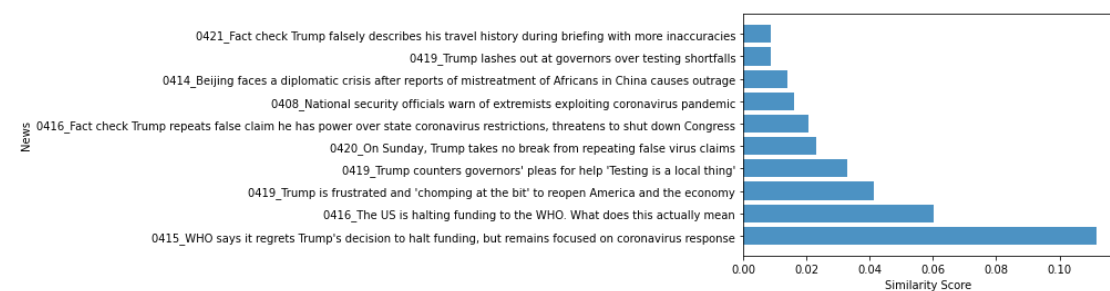 0421_Fact check Trump falsely describes his travel history during briefing with more inaccuracies
0419_Trump lashes out at governors over testing shortfalls
0414_Beijing faces a diplomatic crisis after reports of mistreatment of Africans in China causes outrage
0408_National security officials warn of extremists exploiting coronavirus pandemic
0416_Fact check Trump repeats false claim he has power over state coronavirus restrictions, threatens to shut down Congress
0420_On Sunday, Trump takes no break from repeating false virus claims
0419_Trump counters governors' pleas for help 'Testing is a local thing'
0419_Trump is frustrated and 'chomping at the bit' to reopen America and the economy
0416_The US is halting funding to the WHO. What does this actually mean
0415_WHO says it regrets Trump's decision to halt funding, but remains focused on coronavirus response
News
0.00 0.02 0.04 0.06 0.08 0.10
Similarity Score